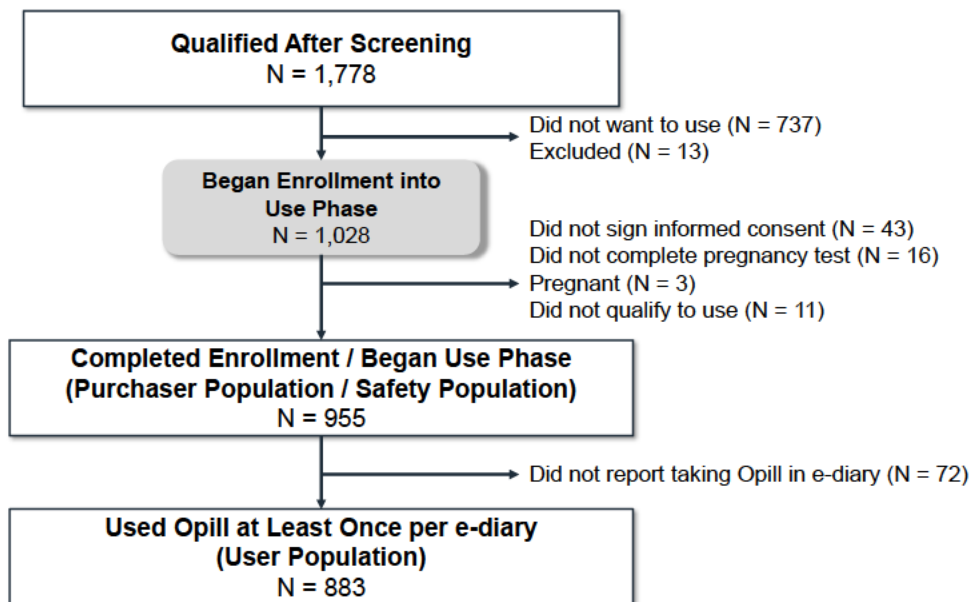 Qualified After Screening
N = 1,778
Did not want to use (N = 737)
Excluded (N = 13)
Began Enrollment into
Use Phase
N = 1,028
Did not sign informed consent (N = 43)
Did not complete pregnancy test (N = 16)
Pregnant (N = 3)
Did not qualify to use (N = 11)
Completed Enrollment / Began Use Phase
(Purchaser Population / Safety Population)
N = 955
Did not report taking Opill in e-diary (N = 72)
Used Opill at Least Once per e-diary
(User Population)
N = 883